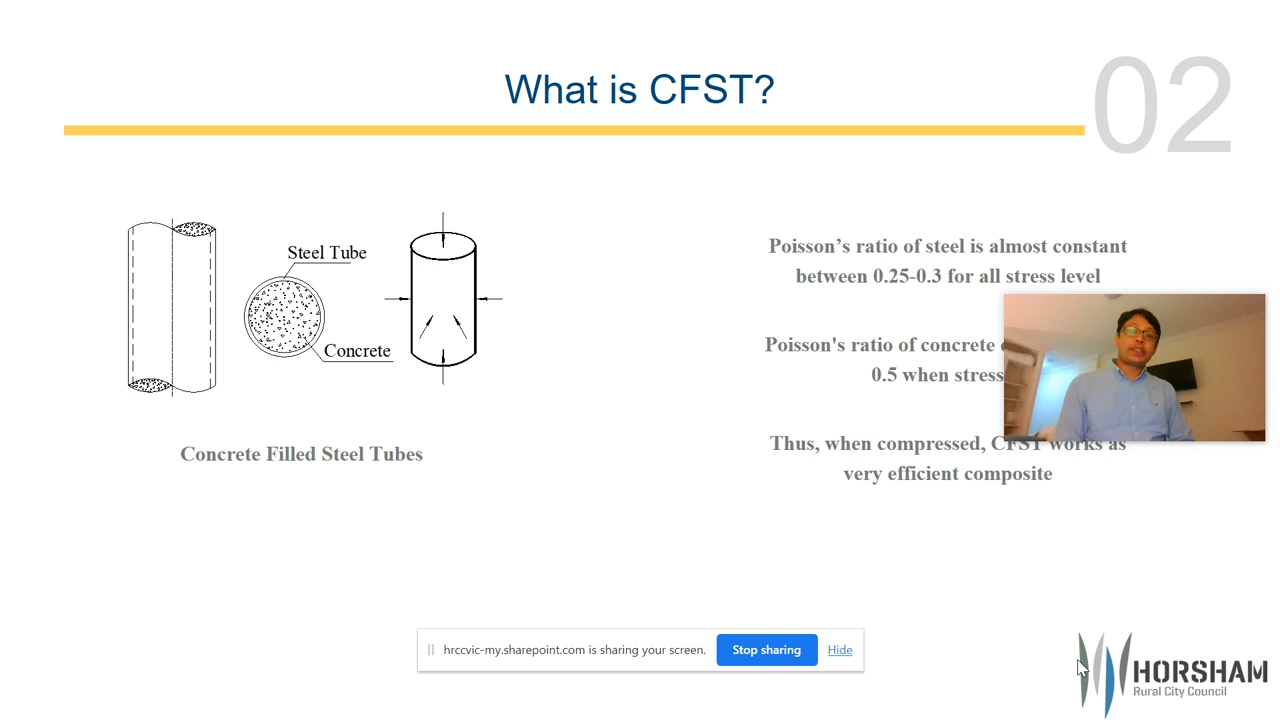 What is CFST?
02
Steel Tube
Concrete
Concrete Filled Steel Tubes
Poisson’s ratio of steel is almost constant
between 0.25-0.3 for all stress level
Poisson's ratio of concrete
0.5 when stress
Thus, when compressed, CFST works as
very efficient composite
hrccvic-my.sharepoint.com is sharing your screen.
Stop sharing
Hide
HORSHAM
Rural City Council